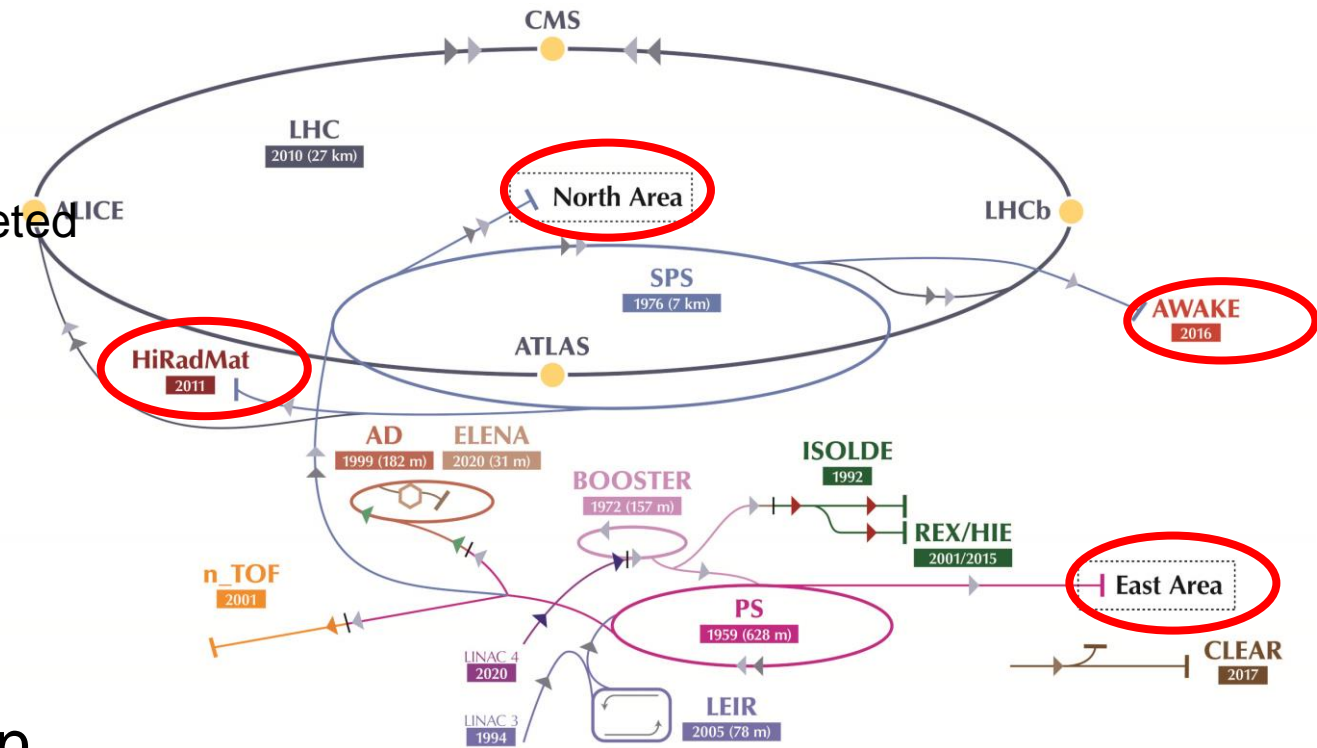 CMS
LHC
2010 (27 km)
North Area
ALICE
eted
LHCb
SPS
1976 (7 km)
AWAKE
2016
ATLAS
HiRadMat
2011
AD
1999 (182 m)
ELENA
2020 (31 m)
ISOLDE
1992
BOOSTER
1972 (157 m)
REX/HIE
2001/2015
n_TOF
2001
East Area
PS
1959 (628 m)
CLEAR
2017
LINAC 4
2020
LEIR
2005 (78 m)
LINAC 3
1994